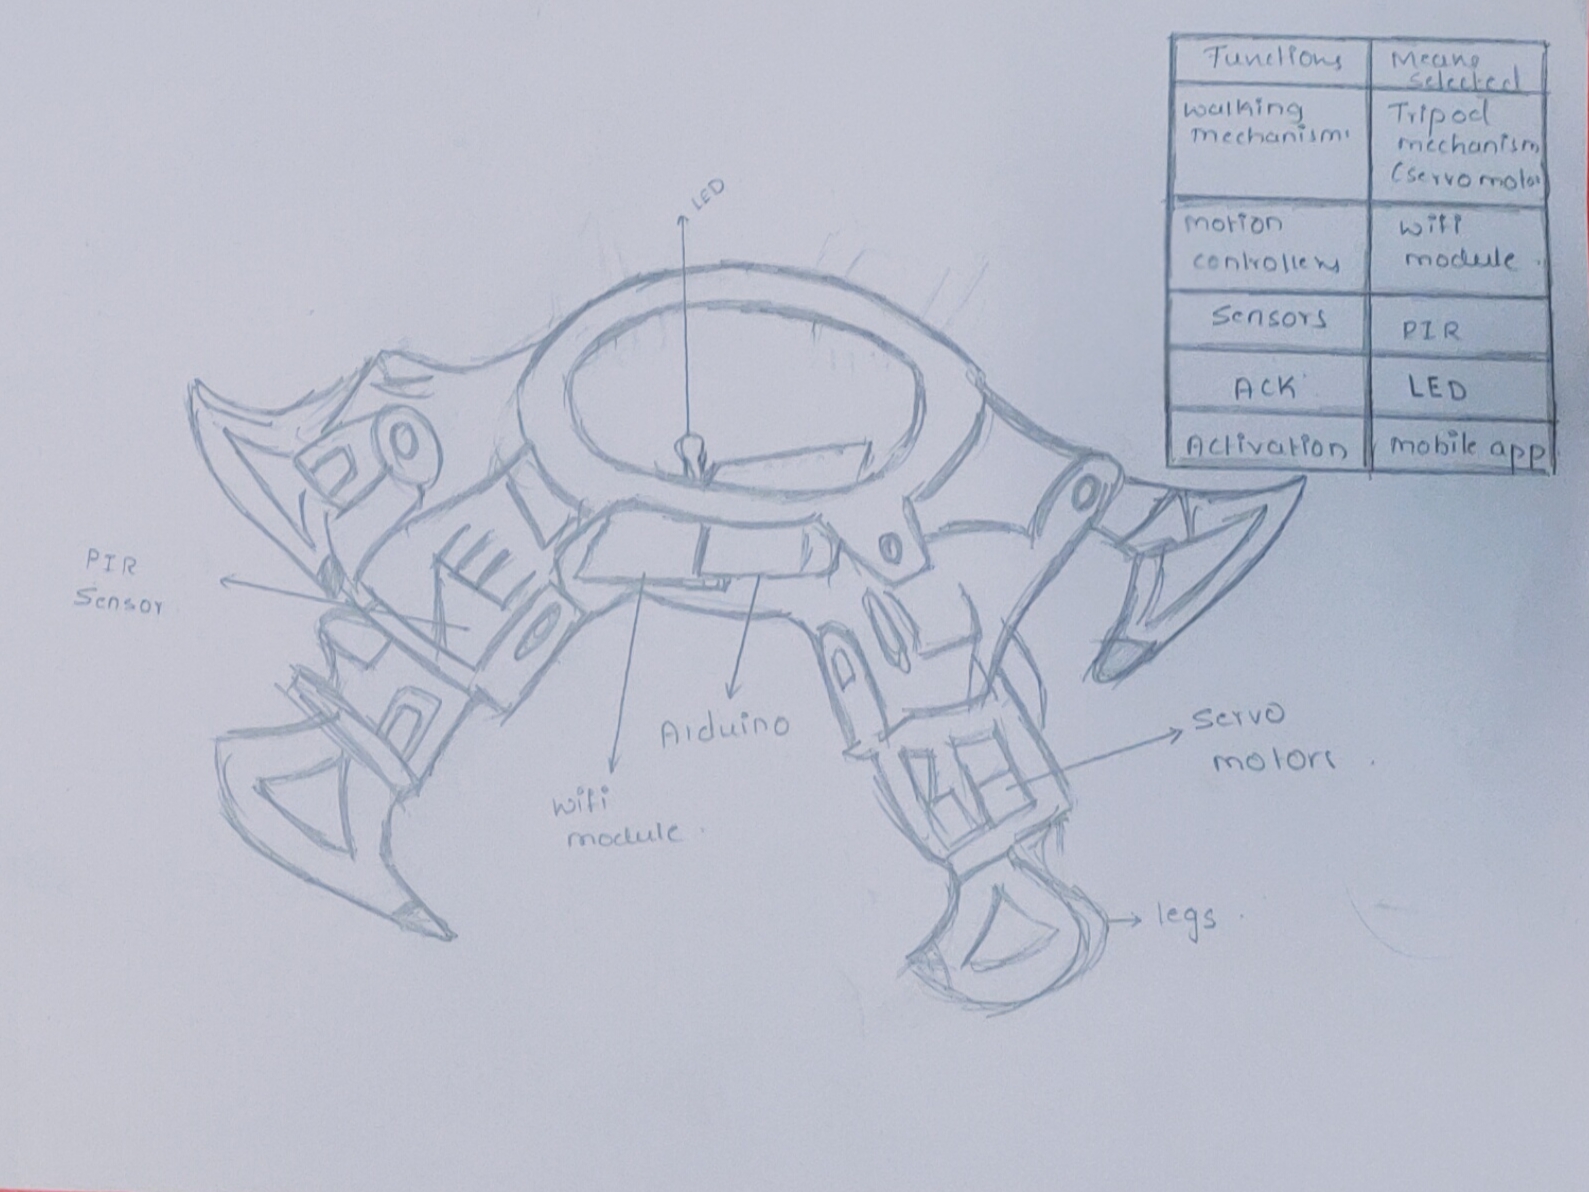 Functions
Means
selected
walking
mechanism
Tripod
mechanism
(servo motor
motion
controllers
wifi
module.
Sensors
PIR
ACK
LED
Activation
mobile app
LED
PIR
Sensor
Arduino
wifi
module.
servo
motors.
legs.